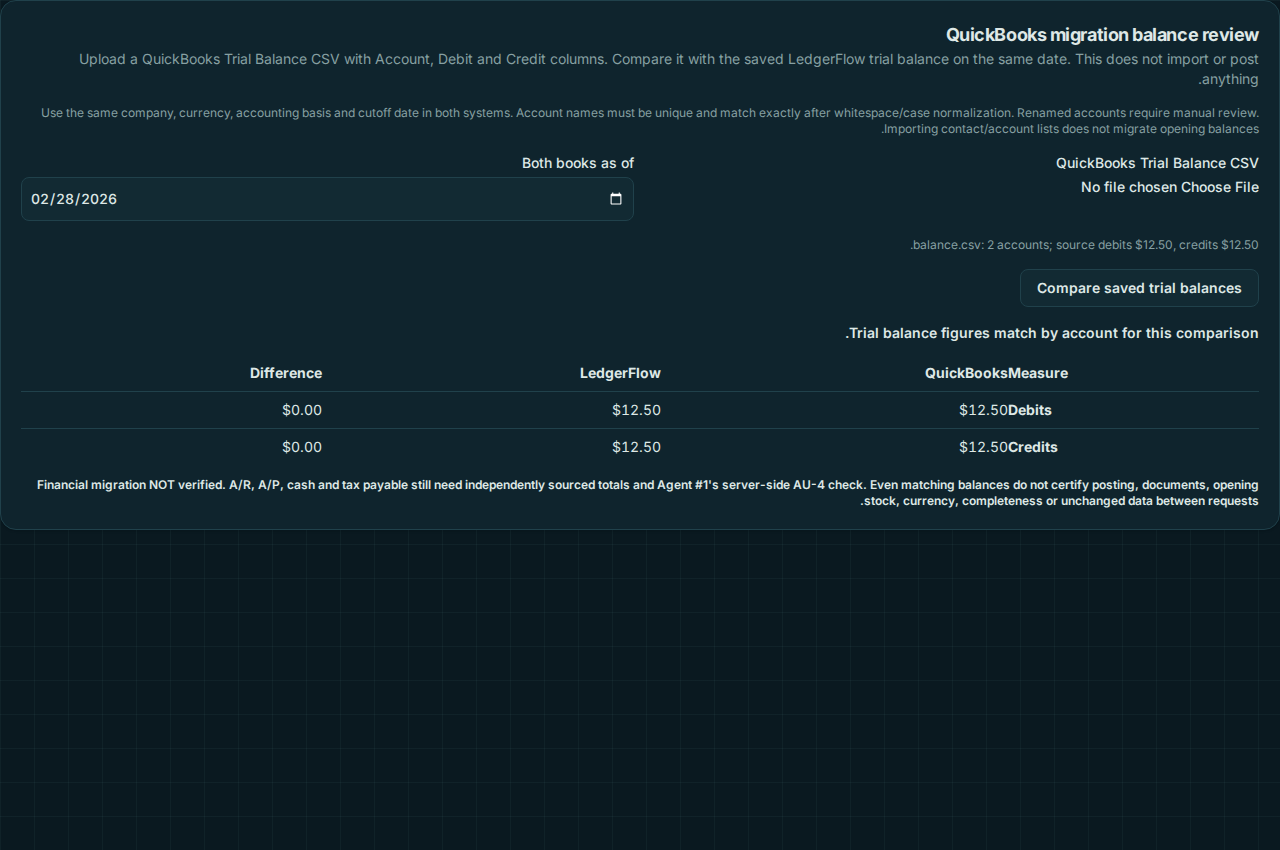 QuickBooks migration balance review
Upload a QuickBooks Trial Balance CSV with Account, Debit and Credit columns. Compare it with the saved LedgerFlow trial balance on the same date. This does not import or post
.anything
Use the same company, currency, accounting basis and cutoff date in both systems. Account names must be unique and match exactly after whitespace/case normalization. Renamed accounts require manual review.
.Importing contact/account lists does not migrate opening balances
QuickBooks Trial Balance CSV
No file chosen Choose File
Both books as of
02/28/2026
.balance.csv: 2 accounts; source debits $12.50, credits $12.50
Compare saved trial balances
.Trial balance figures match by account for this comparison
Difference LedgerFlow QuickBooks Measure
$0.00 $12.50 $12.50 Debits
$0.00 $12.50 $12.50 Credits
Financial migration NOT verified. A/R, A/P, cash and tax payable still need independently sourced totals and Agent #1's server-side AU-4 check. Even matching balances do not certify posting, documents, opening
.stock, currency, completeness or unchanged data between requests